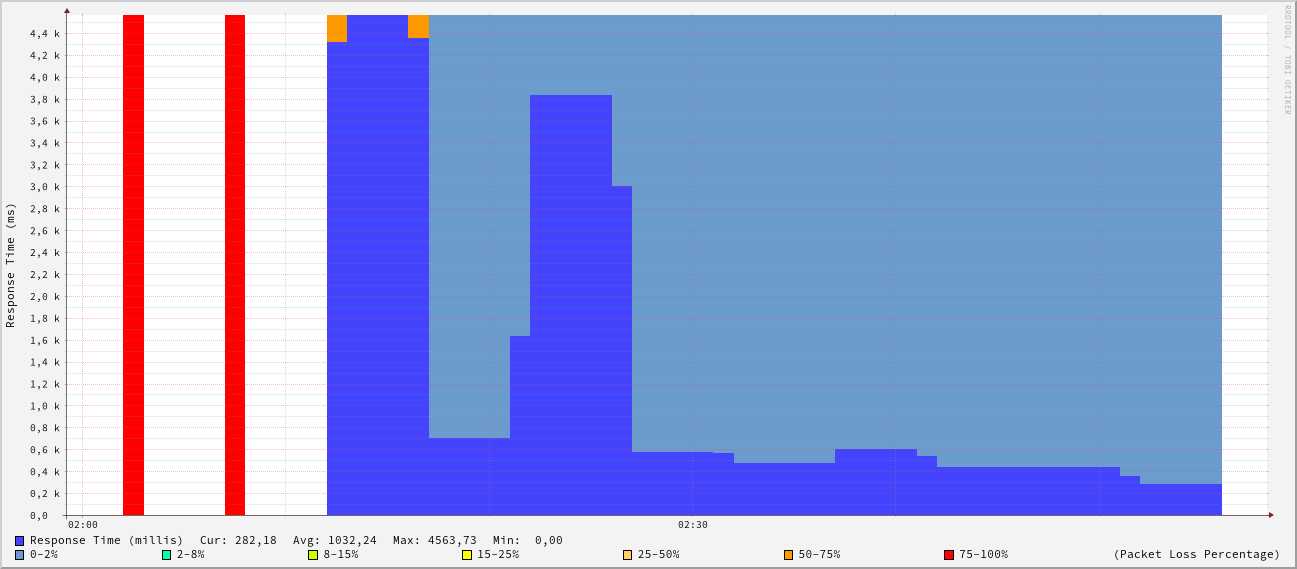 RRDTOOL / TOBI OETIKER
Response Time (ms)
4,4 k
4,2 k
4,0 k
3,8 k
3,6 k
3,4 k
3,2 k
3,0 k
2,8 k
2,6 k
2,4 k
2,2 k
2,0 k
1,8 k
1,6 k
1,4 k
1,2 k
1,0 k
0,8 k
0,6 k
0,4 k
0,2 k
0,0
02:00 02:30
Response Time (millis) Cur: 282,18 Avg: 1032,24 Max: 4563,73 Min: 0,00
0-2% 2-8% 8-15% 15-25% 25-50% 50-75% 75-100% (Packet Loss Percentage)